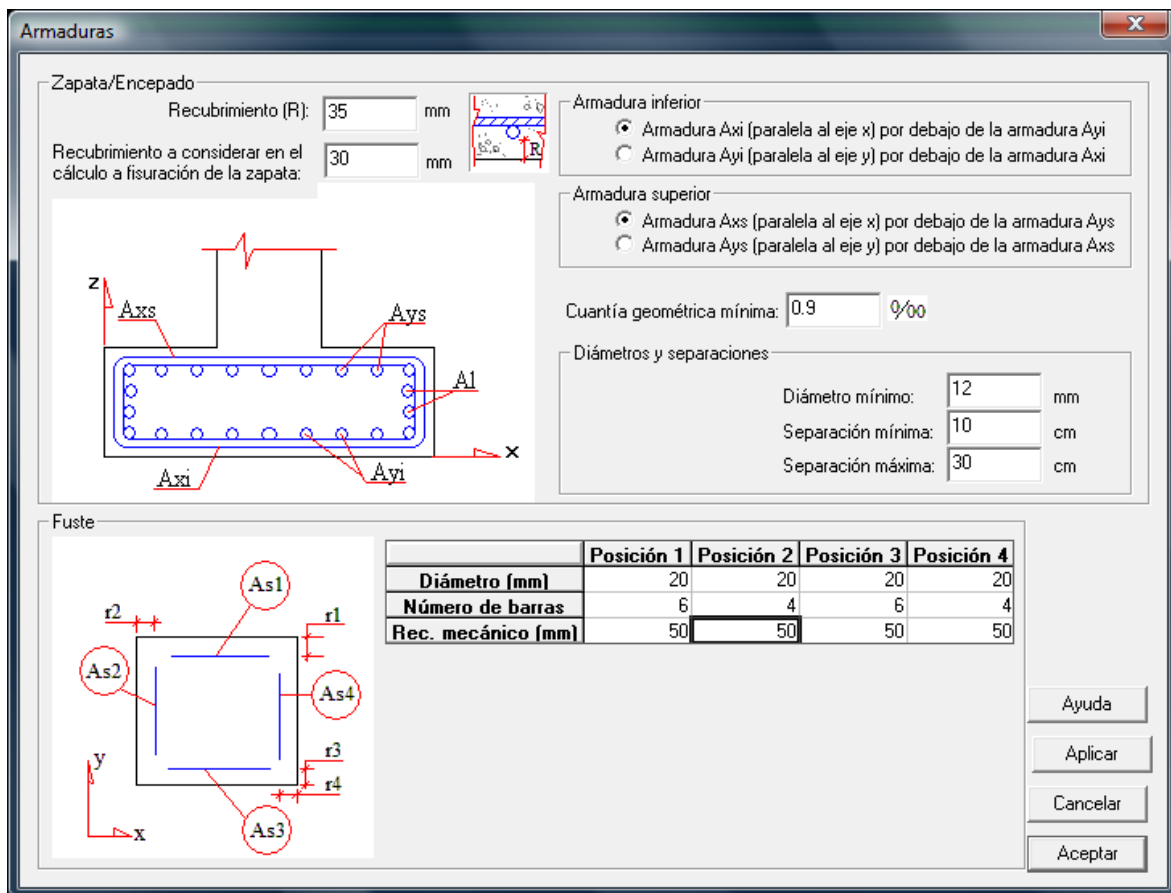 Armaduras
Zapata/Encepado
Recubrimiento (R): 35 mm
R
Recubrimiento a considerar en el
cálculo a fisuración de la zapata: 30 mm
Armadura inferior
Armadura Axi (paralela al eje x) por debajo de la armadura Ayi
Armadura Ayi (paralela al eje y) por debajo de la armadura Axi
Armadura superior
Armadura Axs (paralela al eje x) por debajo de la armadura Ays
Armadura Ays (paralela al eje y) por debajo de la armadura Axs
z
Axs
Ays
Al
x
Axi
Ayi
Cuantía geométrica mínima: 0.9 %00
Diámetros y separaciones
Diámetro mínimo: 12 mm
Separación mínima: 10 cm
Separación máxima: 30 cm
Fuste
As1
r2
r1
As2
As4
r3
r4
y
x
As3
Posición 1 Posición 2 Posición 3 Posición 4
Diámetro (mm) 20 20 20 20
Número de barras 6 4 6 4
Rec. mecánico (mm) 50 50 50 50
Ayuda
Aplicar
Cancelar
Aceptar